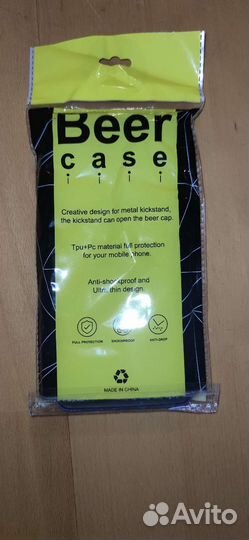 Beer
case
Creative design for metal kickstand,
the kickstand can open the beer cap.
Tpu+Pc material full protection
for your mobile phone.
Anti-shockproof and
Ultra thin design.
FULL PROTECTION SHOCKPROOF ANTI-DROP
MADE IN CHINA
Avito